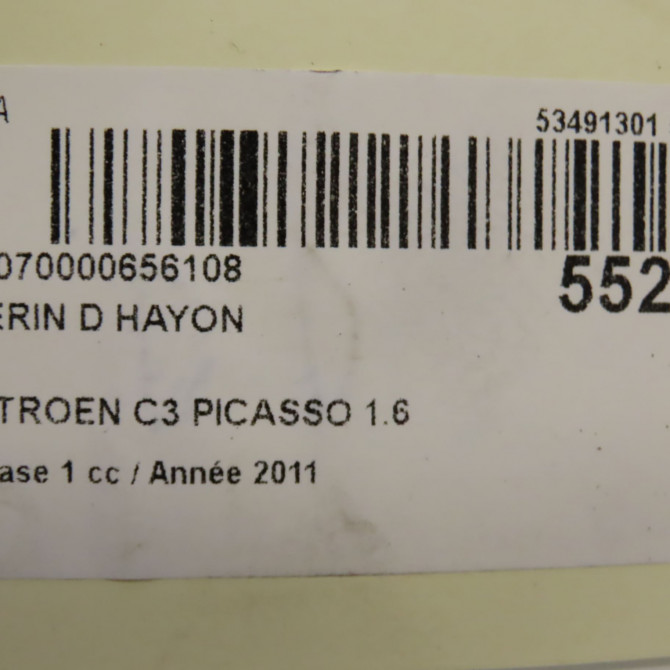 A
53491301
070000656108
552
ERIN D HAYON
TROEN C3 PICASSO 1.6
ase 1 cc / Année 2011